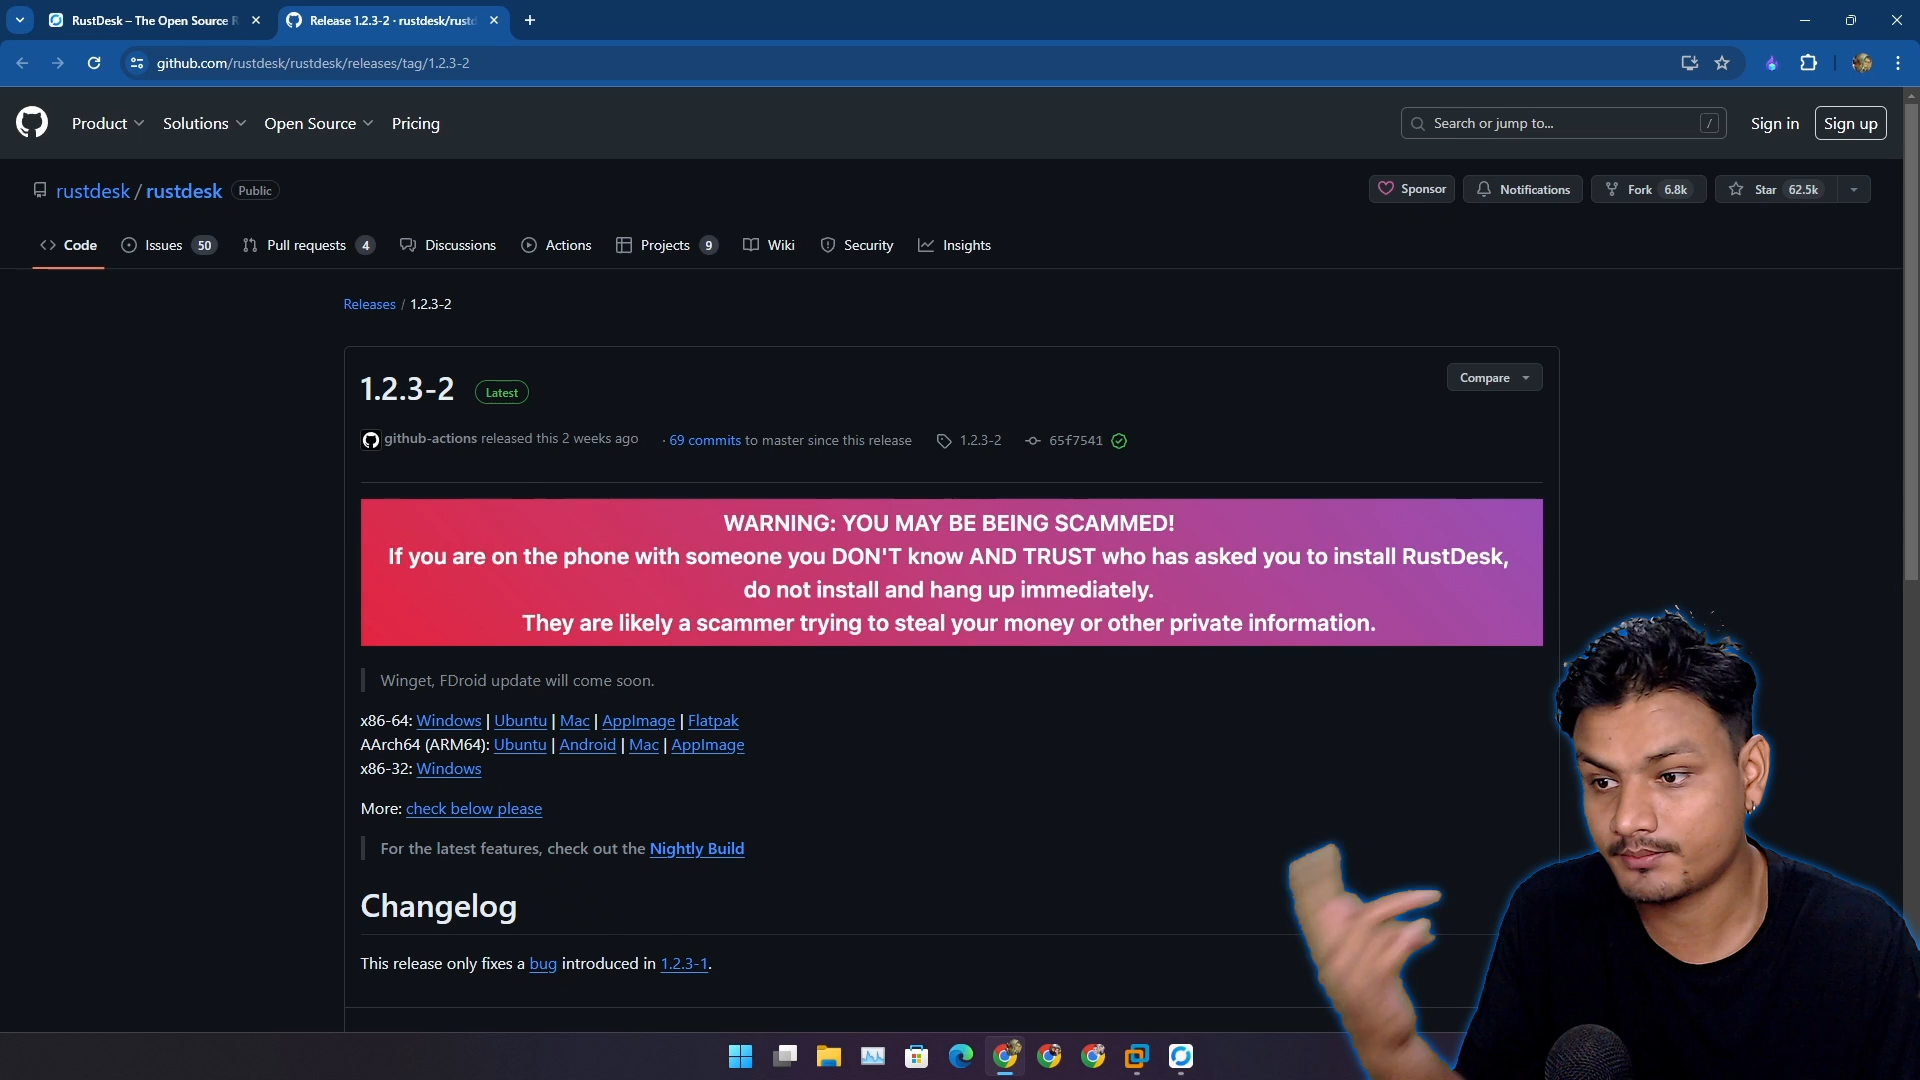 RustDesk – The Open Source R
Release 1.2.3-2 · rustdesk/rustd
github.com/rustdesk/rustdesk/releases/tag/1.2.3-2
Product Solutions Open Source Pricing
Search or jump to... /
Sign in
Sign up
rustdesk / rustdesk Public
Sponsor
Notifications
Fork 6.8k
Star 62.5k
Code
Issues 50
Pull requests 4
Discussions
Actions
Projects 9
Wiki
Security
Insights
Releases / 1.2.3-2
1.2.3-2 Latest
Compare
github-actions released this 2 weeks ago · 69 commits to master since this release 1.2.3-2 65f7541
WARNING: YOU MAY BE BEING SCAMMED!
If you are on the phone with someone you DON'T know AND TRUST who has asked you to install RustDesk,
do not install and hang up immediately.
They are likely a scammer trying to steal your money or other private information.
Winget, FDroid update will come soon.
x86-64: Windows | Ubuntu | Mac | AppImage | Flatpak
AArch64 (ARM64): Ubuntu | Android | Mac | AppImage
x86-32: Windows
More: check below please
For the latest features, check out the Nightly Build
Changelog
This release only fixes a bug introduced in 1.2.3-1.